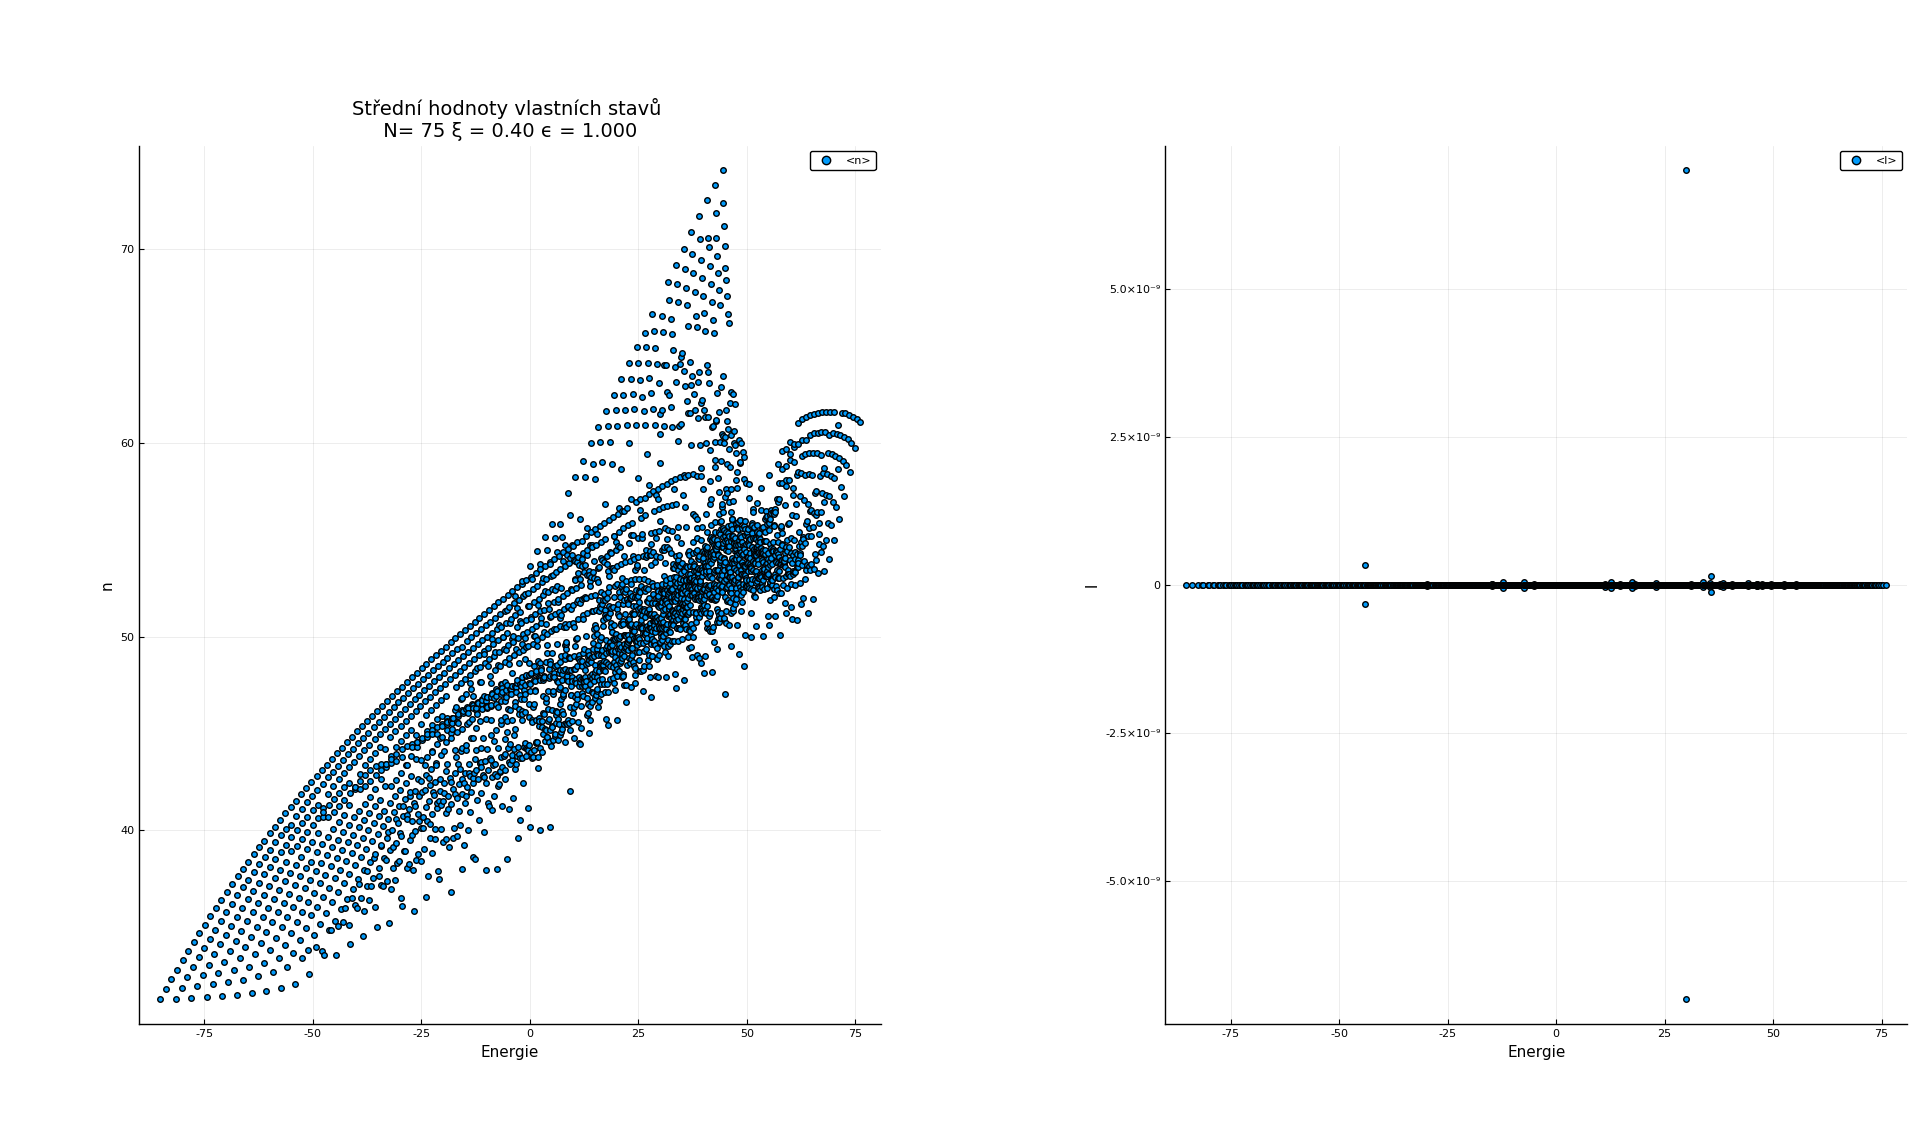 Střední hodnoty vlastních stavů
N= 75 ξ = 0.40 ϵ = 1.000
<n>
70
60
50
40
n
-75 -50 -25 0 25 50 75
Energie
<l>
5.0×10⁻⁹
2.5×10⁻⁹
0
-2.5×10⁻⁹
-5.0×10⁻⁹
l
-75 -50 -25 0 25 50 75
Energie